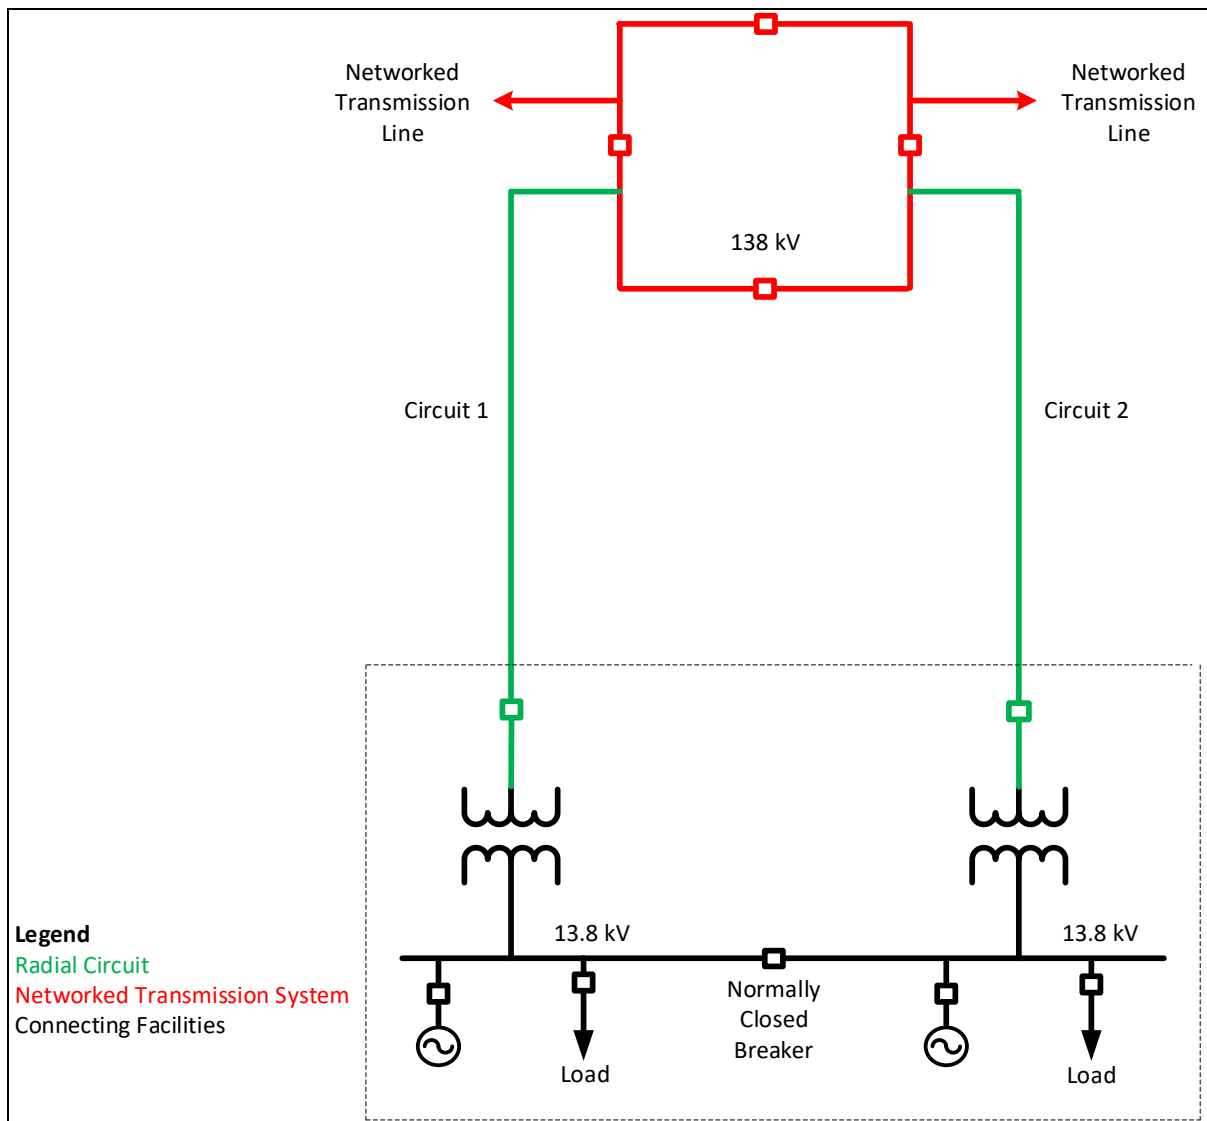 Networked
Transmission
Line
Networked
Transmission
Line
138 kV
Circuit 1
Circuit 2
13.8 kV
13.8 kV
Normally
Closed
Breaker
Load
Load
Legend
Radial Circuit
Networked Transmission System
Connecting Facilities